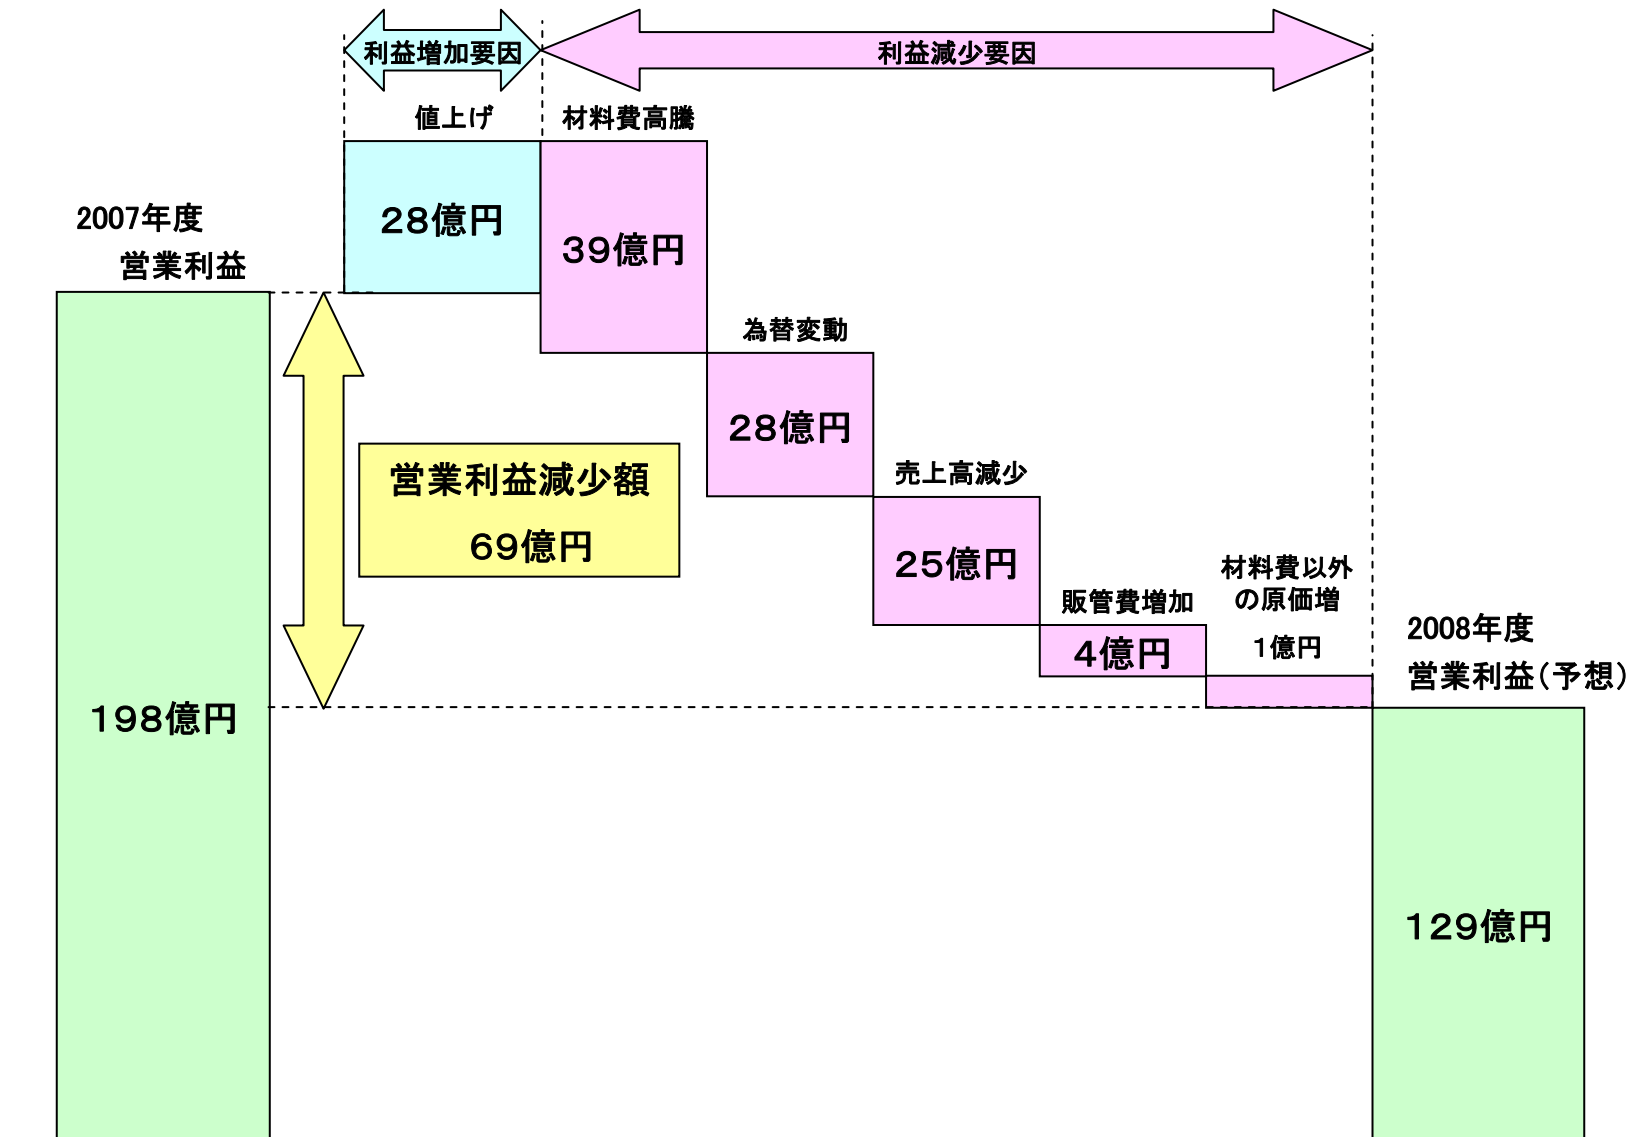 利益増加要因
利益減少要因
値上げ
材料費高騰
28億円
39億円
2007年度
営業利益
為替変動
28億円
営業利益減少額
69億円
売上高減少
25億円
販管費増加
4億円
材料費以外
の原価増
1億円
2008年度
営業利益(予想)
198億円
129億円